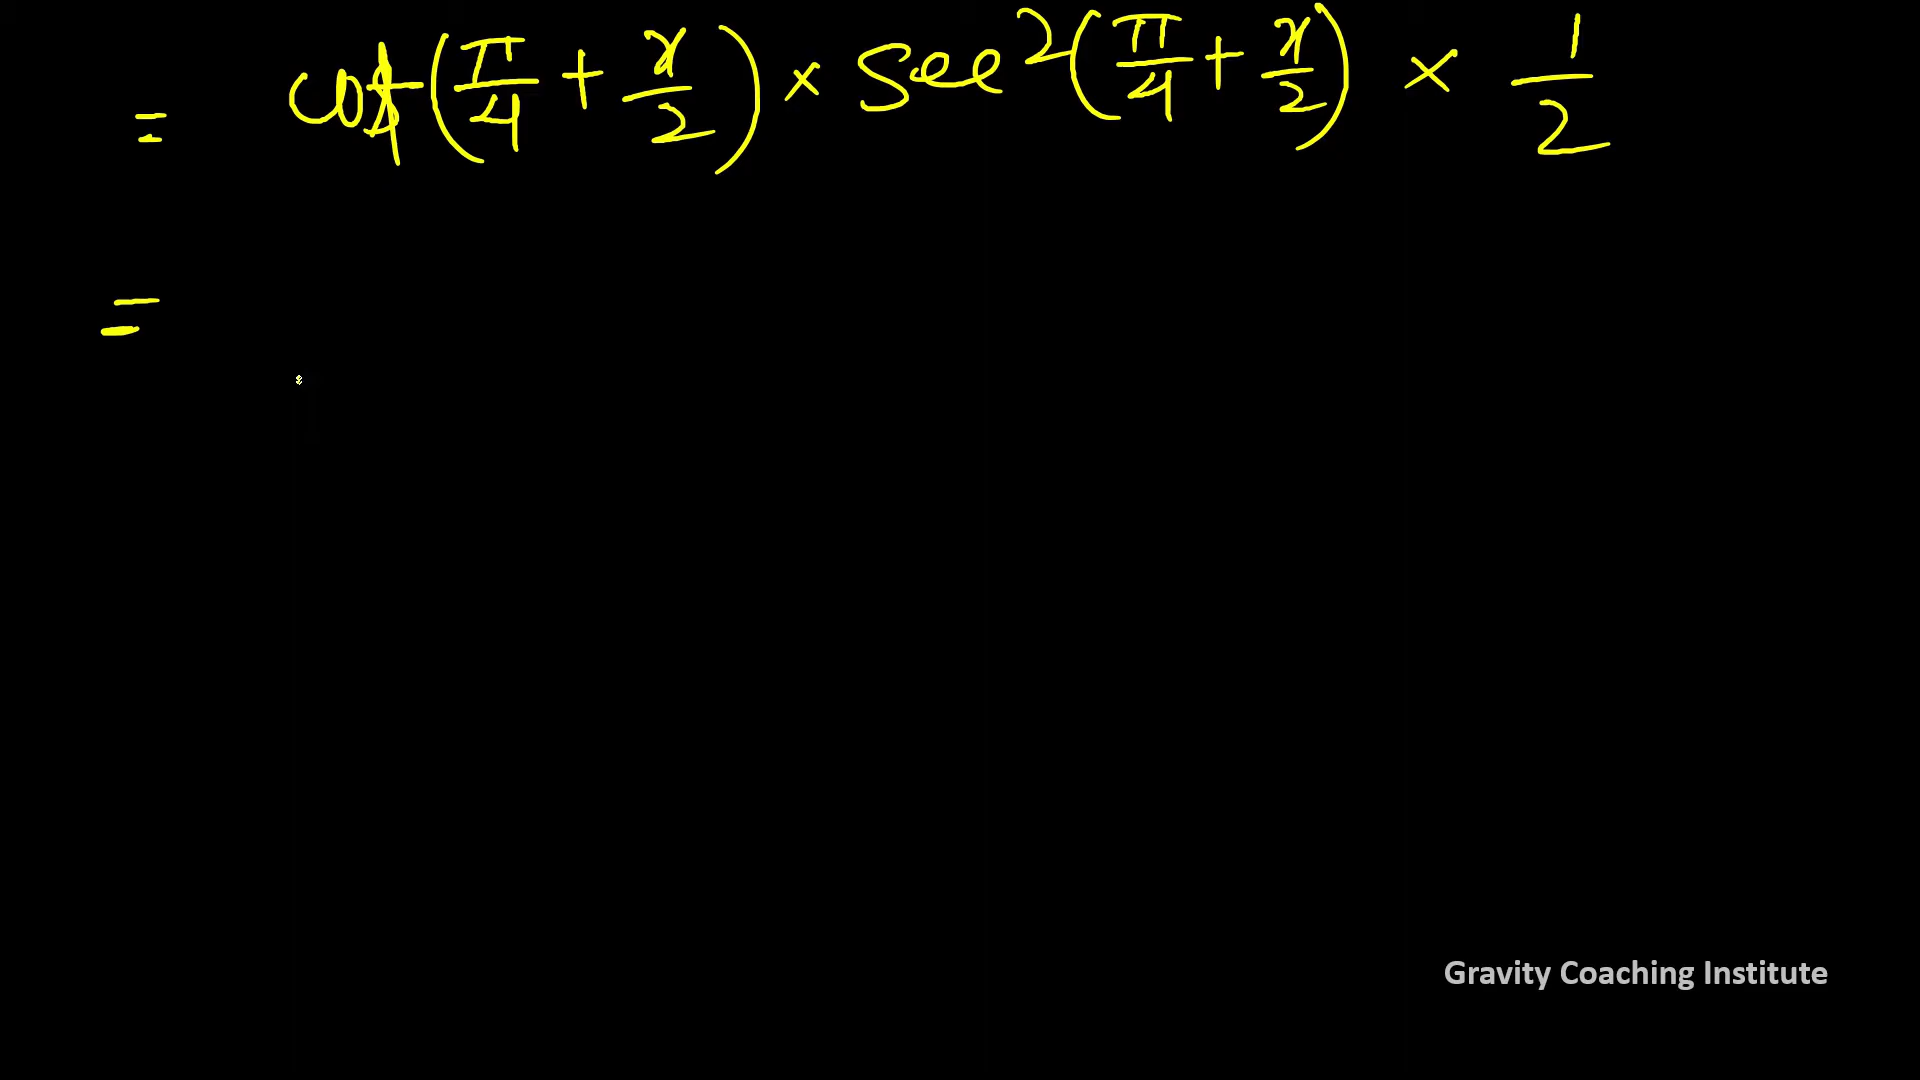 = cot(π/4 + x/2) × sec²(π/4 + x/2) × 1/2
=
Gravity Coaching Institute